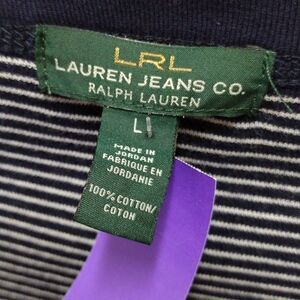 LRL
LAUREN JEANS CO.
RALPH LAUREN
L
MADE IN
JORDAN
FABRIQUE EN
JORDANIE
100% COTTON/
COTON